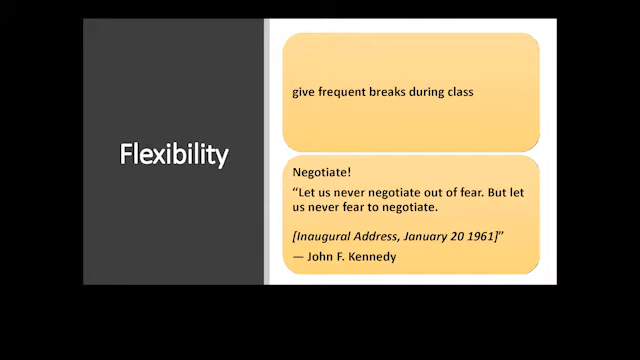 Flexibility
give frequent breaks during class
Negotiate!
“Let us never negotiate out of fear. But let
us never fear to negotiate.
[Inaugural Address, January 20 1961]”
— John F. Kennedy